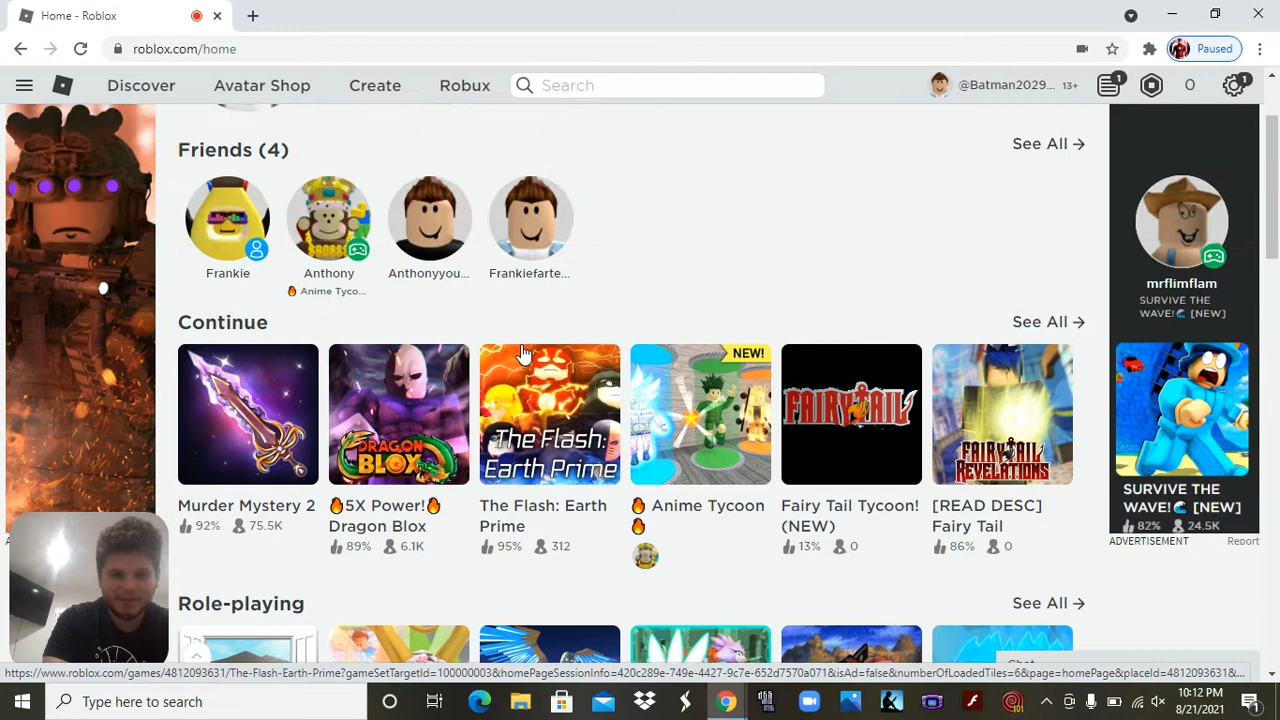 Home - Roblox
roblox.com/home
Paused
Discover
Avatar Shop
Create
Robux
Search
@Batman2029...
13+
1
0
1
Friends (4)
See All →
Frankie
Anthony
Anime Tyco...
Anthonyyou...
Frankiefarte...
Continue
See All →
DRAGON BLOX
The Flash:
Earth Prime
NEW!
FAIRY TAIL
FAIRY TAIL
REVELATIONS
Murder Mystery 2
92% 75.5K
🔥5X Power!🔥
Dragon Blox
89% 6.1K
The Flash: Earth
Prime
95% 312
🔥 Anime Tycoon
🔥
Fairy Tail Tycoon!
(NEW)
13% 0
[READ DESC]
Fairy Tail
86% 0
mrflimflam
SURVIVE THE
WAVE!🌊 [NEW]
SURVIVE THE
WAVE!🌊 [NEW]
82% 24.5K
ADVERTISEMENT
Report
Role-playing
See All →
https://www.roblox.com/games/4812093631/The-Flash-Earth-Prime?gameSetTargetId=100000003&homePageSessionInfo=420c289e-749e-4427-9c7e-652d7570a071&isAd=false&numberOfLoadedTiles=6&page=homePage&placeId=4812093631&...
Type here to search
10:12 PM
8/21/2021
1